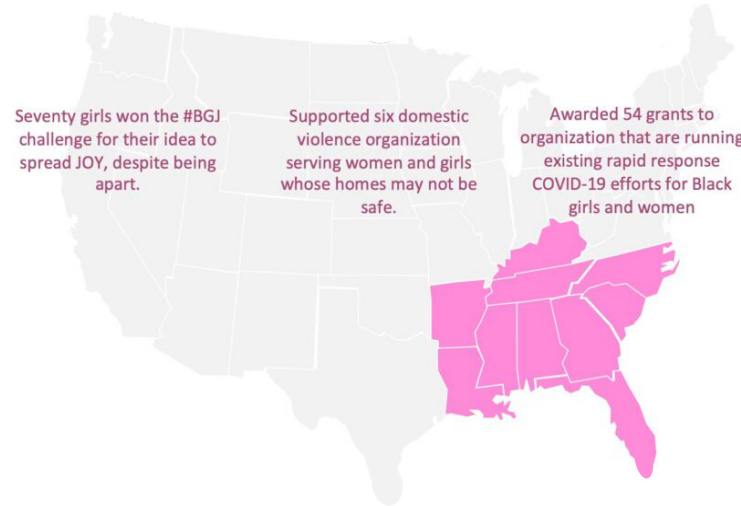 Seventy girls won the #BGJ
challenge for their idea to
spread JOY, despite being
apart.
Supported six domestic
violence organization
serving women and girls
whose homes may not be
safe.
Awarded 54 grants to
organization that are running
existing rapid response
COVID-19 efforts for Black
girls and women